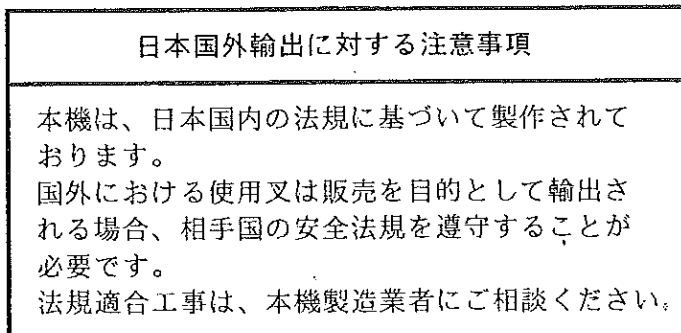 日本国外輸出に対する注意事項
本機は、日本国内の法規に基づいて製作されて
おります。
国外における使用叉は販売を目的として輸出さ
れる場合、相手国の安全法規を遵守することが
必要です。
法規適合工事は、本機製造業者にご相談ください。